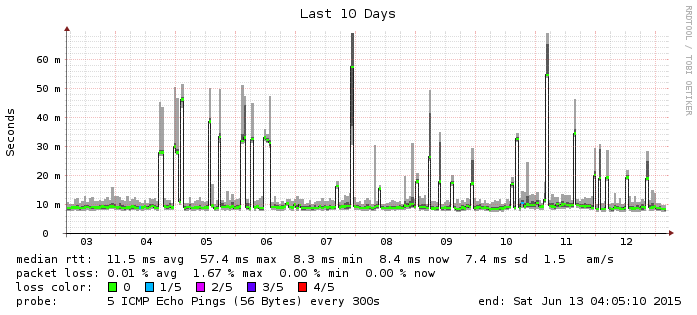 Last 10 Days
RRDTOOL / TOBI OETIKER
Seconds
60 m
50 m
40 m
30 m
20 m
10 m
0
03 04 05 06 07 08 09 10 11 12
median rtt: 11.5 ms avg 57.4 ms max 8.3 ms min 8.4 ms now 7.4 ms sd 1.5 am/s
packet loss: 0.01 % avg 1.67 % max 0.00 % min 0.00 % now
loss color: 0 1/5 2/5 3/5 4/5
probe: 5 ICMP Echo Pings (56 Bytes) every 300s end: Sat Jun 13 04:05:10 2015